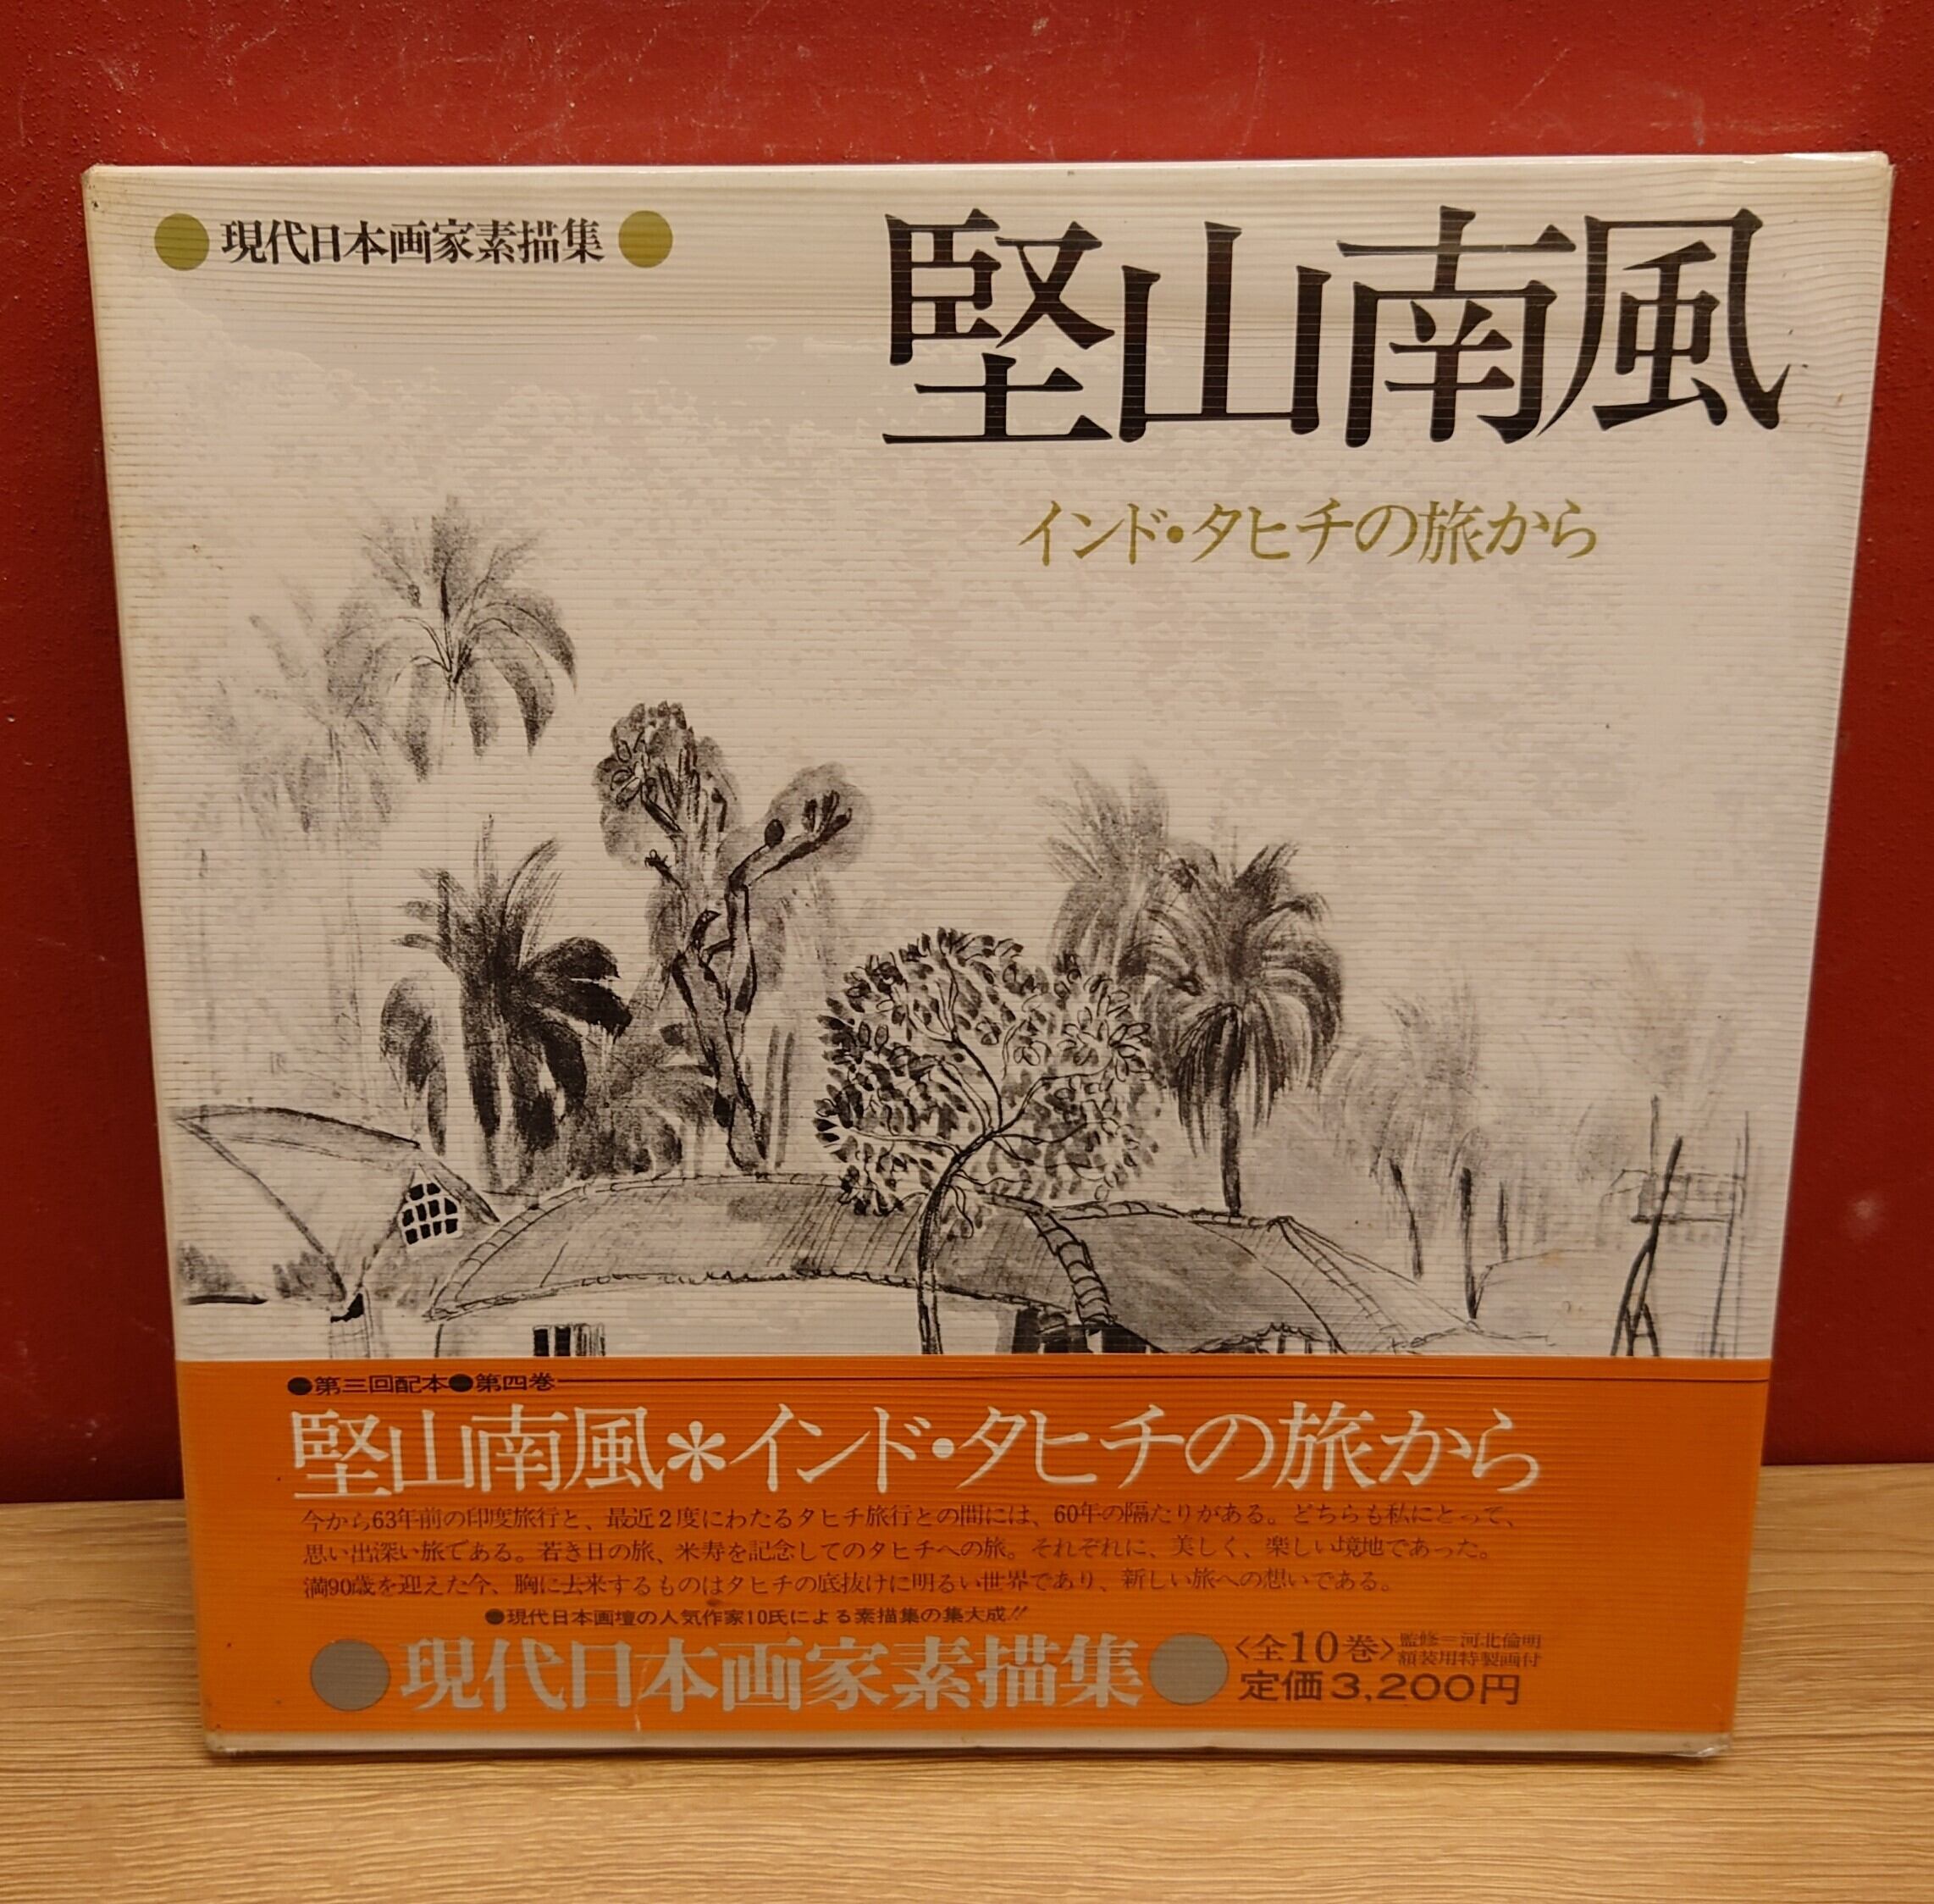 ●現代日本画家素描集●
堅山南風
インド・タヒチの旅から
●第三回配本●第四巻
堅山南風＊インド・タヒチの旅から
今から63年前の印度旅行と、最近2度にわたるタヒチ旅行との間には、60年の隔たりがある。どちらも私にとって、
思い出深い旅である。若き日の旅、米寿を記念してのタヒチへの旅。それぞれに、美しく、楽しい境地であった。
満90歳を迎えた今、胸に去来するものはタヒチの底抜けに明るい世界であり、新しい旅への想いである。
●現代日本画壇の人気作家10氏による素描集の集大成!!
●現代日本画家素描集●
〈全10巻〉
監修＝河北倫明
額装用特製画付
定価3,200円